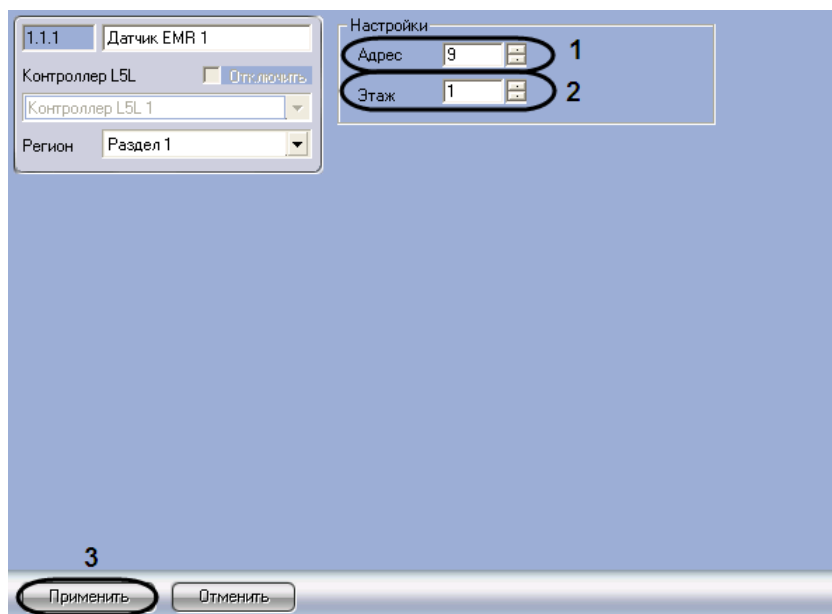 1.1.1 Датчик EMR 1
Контроллер L5L Отключить
Контроллер L5L 1
Регион Раздел 1
Настройки
Адрес 9 1
Этаж 1 2
3
Применить Отменить